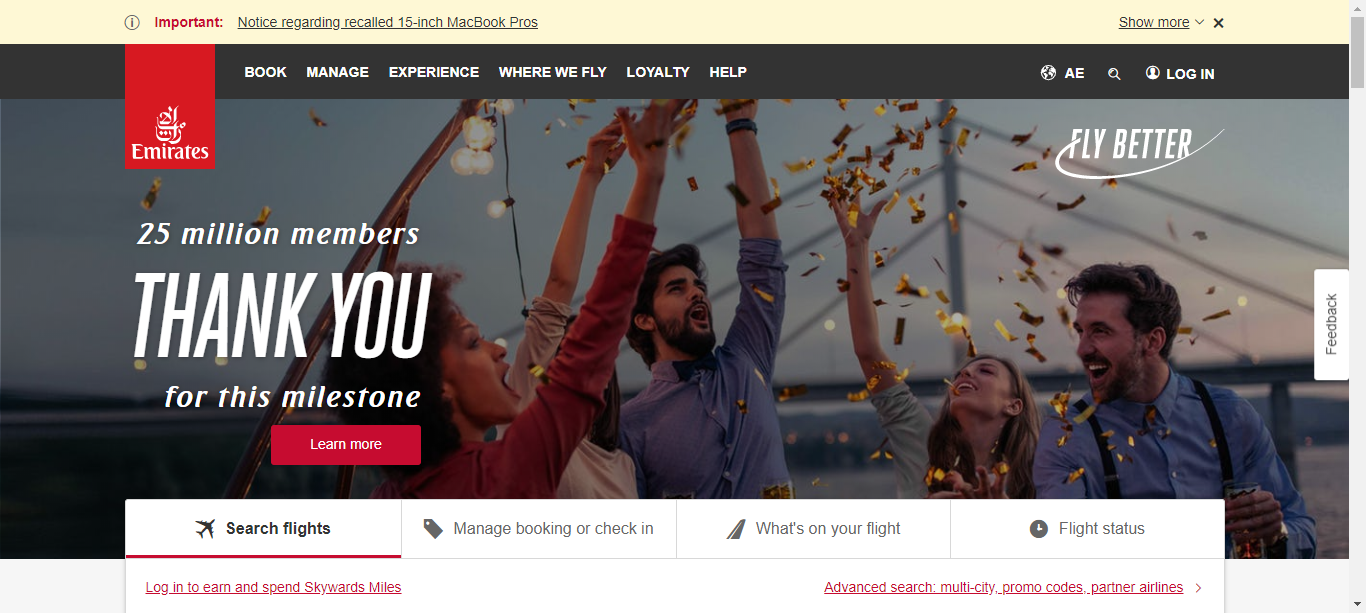 Important: Notice regarding recalled 15-inch MacBook Pros Show more
BOOK MANAGE EXPERIENCE WHERE WE FLY LOYALTY HELP AE LOG IN
Emirates
FLY BETTER
25 million members
THANK YOU
for this milestone
Learn more
Feedback
Search flights Manage booking or check in What's on your flight Flight status
Log in to earn and spend Skywards Miles Advanced search: multi-city, promo codes, partner airlines